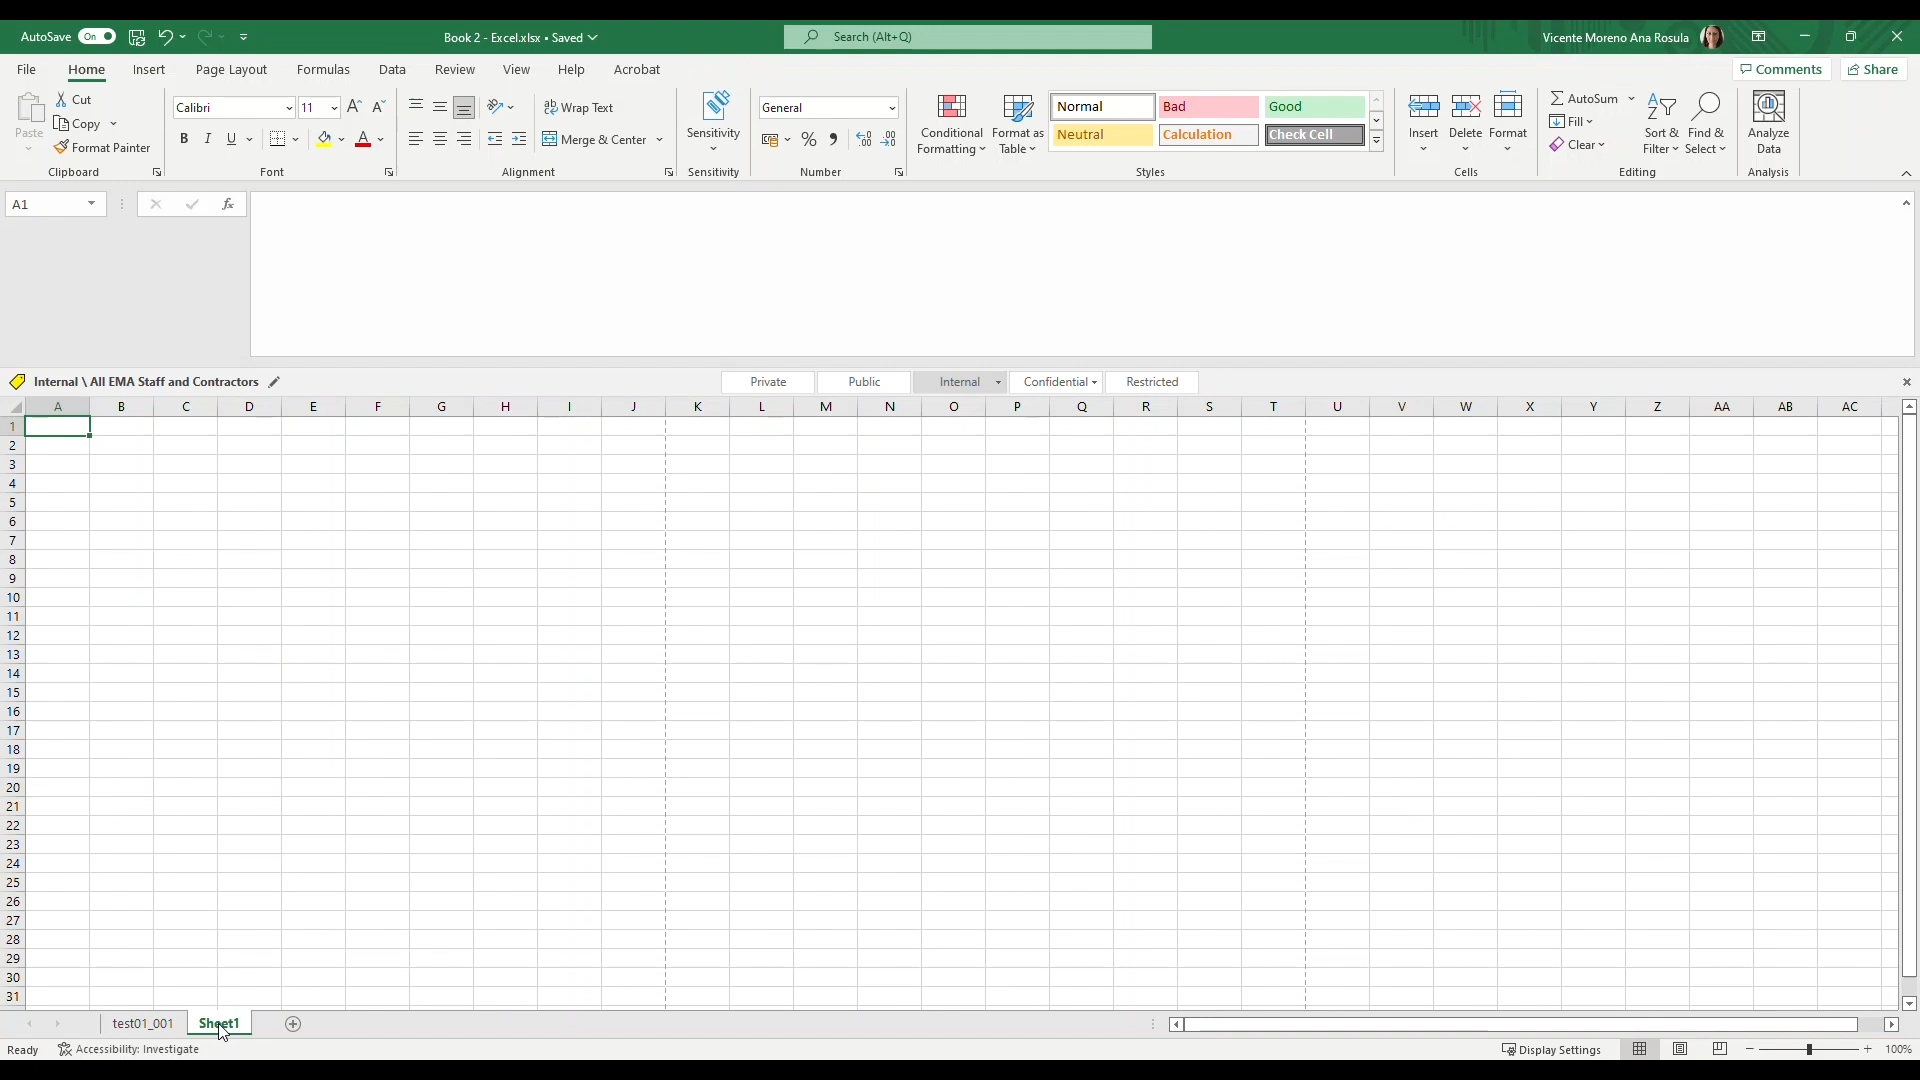 AutoSave On Book 2 - Excel.xlsx • Saved Search (Alt+Q) Vicente Moreno Ana Rosula
File Home Insert Page Layout Formulas Data Review View Help Acrobat Comments Share
Paste
Cut
Copy
Format Painter
Clipboard
Calibri 11
B I U A
Font
Wrap Text
Merge & Center
Alignment
Sensitivity
Sensitivity
General
% ,
Number
Conditional Formatting
Format as Table
Normal Bad Good
Neutral Calculation Check Cell
Styles
Insert Delete Format
Cells
AutoSum
Fill
Clear
Sort & Filter
Find & Select
Editing
Analyze Data
Analysis
A1 fx
Internal \ All EMA Staff and Contractors Private Public Internal Confidential Restricted
A B C D E F G H I J K L M N O P Q R S T U V W X Y Z AA AB AC
1
2
3
4
5
6
7
8
9
10
11
12
13
14
15
16
17
18
19
20
21
22
23
24
25
26
27
28
29
30
31
test01_001 Sheet1
Ready Accessibility: Investigate Display Settings 100%